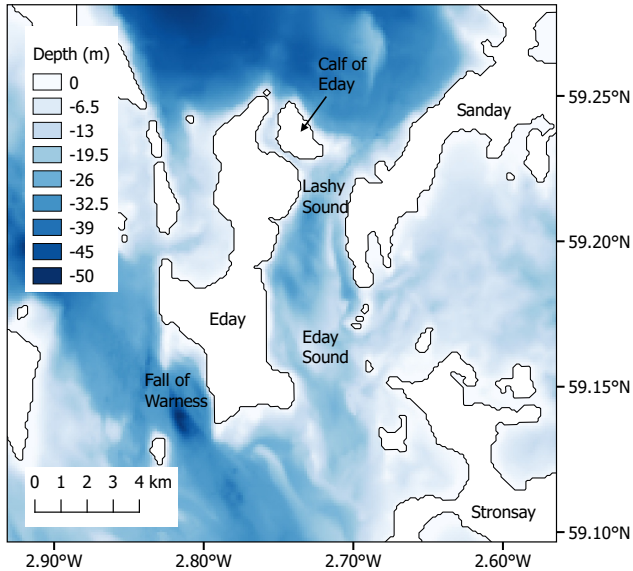 Depth (m)
0
-6.5
-13
-19.5
-26
-32.5
-39
-45
-50
Calf of
Eday
Sanday
59.25°N
Lashy
Sound
59.20°N
Eday
Eday
Sound
Fall of
Warness
59.15°N
0 1 2 3 4 km
Stronsay
59.10°N
2.90°W 2.80°W 2.70°W 2.60°W